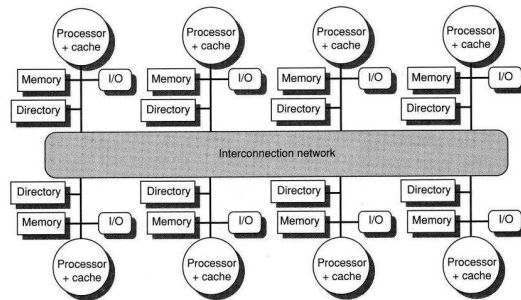 Processor
+ cache
Processor
+ cache
Processor
+ cache
Processor
+ cache
Memory
I/O
Memory
I/O
Memory
I/O
Memory
I/O
Directory
Directory
Directory
Directory
Interconnection network
Directory
Directory
Directory
Directory
Memory
I/O
Memory
I/O
Memory
I/O
Memory
I/O
Processor
+ cache
Processor
+ cache
Processor
+ cache
Processor
+ cache